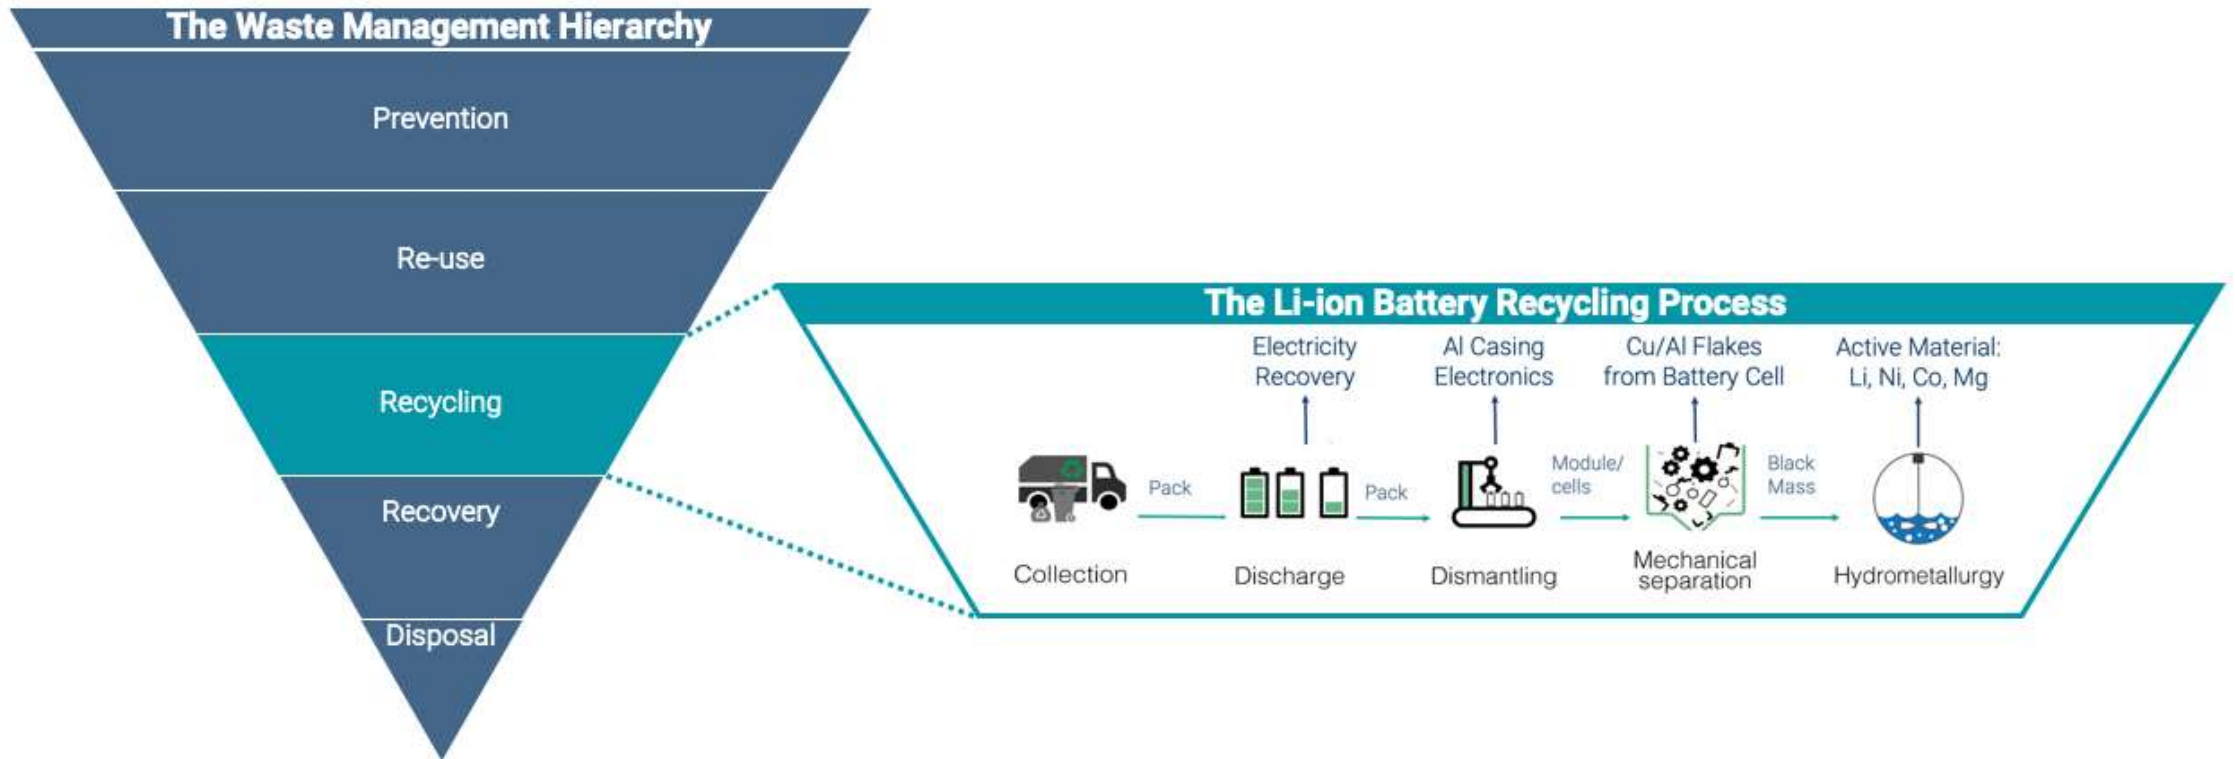 The Waste Management Hierarchy
Prevention
Re-use
Recycling
Recovery
Disposal
The Li-ion Battery Recycling Process
Electricity
Recovery
Al Casing
Electronics
Cu/Al Flakes
from Battery Cell
Active Material:
Li, Ni, Co, Mg
Pack
Pack
Module/
cells
Black
Mass
Collection
Discharge
Dismantling
Mechanical
separation
Hydrometallurgy